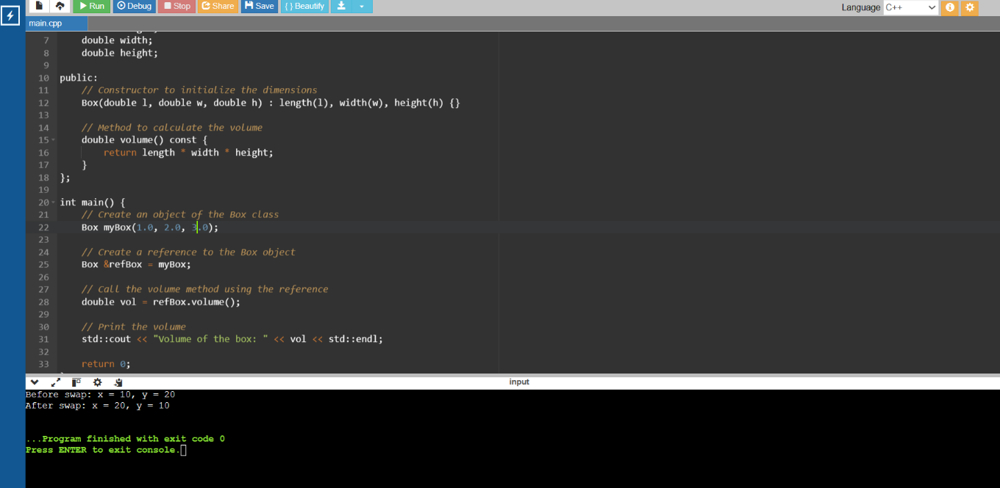 Run Debug Stop Share Save { } Beautify Language C++
main.cpp
7 double width;
8 double height;
9
10 public:
11 // Constructor to initialize the dimensions
12 Box(double l, double w, double h) : length(l), width(w), height(h) {}
13
14 // Method to calculate the volume
15 double volume() const {
16 return length * width * height;
17 }
18 };
19
20 int main() {
21 // Create an object of the Box class
22 Box myBox(1.0, 2.0, 3.0);
23
24 // Create a reference to the Box object
25 Box &refBox = myBox;
26
27 // Call the volume method using the reference
28 double vol = refBox.volume();
29
30 // Print the volume
31 std::cout << "Volume of the box: " << vol << std::endl;
32
33 return 0;
input
Before swap: x = 10, y = 20
After swap: x = 20, y = 10
...Program finished with exit code 0
Press ENTER to exit console.